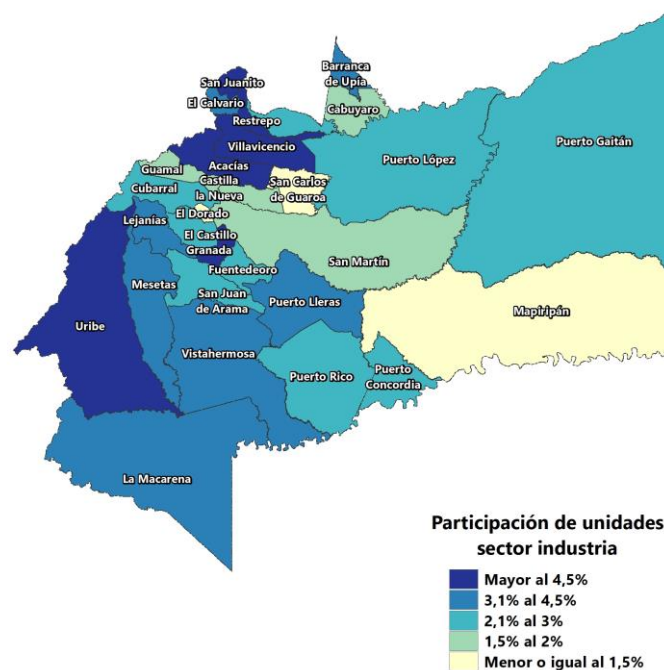 San Juanito
Barranca
de Upía
El Calvario
Cabuyaro
Restrepo
Villavicencio
Puerto Gaitán
Puerto López
Guamal
Acacías
Cubarral
Castilla
la Nueva
San Carlos
de Guaroa
Lejanías
El Dorado
El Castillo
Granada
San Martín
Fuentedeoro
Mesetas
San Juan
de Arama
Puerto Lleras
Mapiripán
Uribe
Vistahermosa
Puerto Rico
Puerto
Concordia
La Macarena
Participación de unidades
sector industria
Mayor al 4,5%
3,1% al 4,5%
2,1% al 3%
1,5% al 2%
Menor o igual al 1,5%